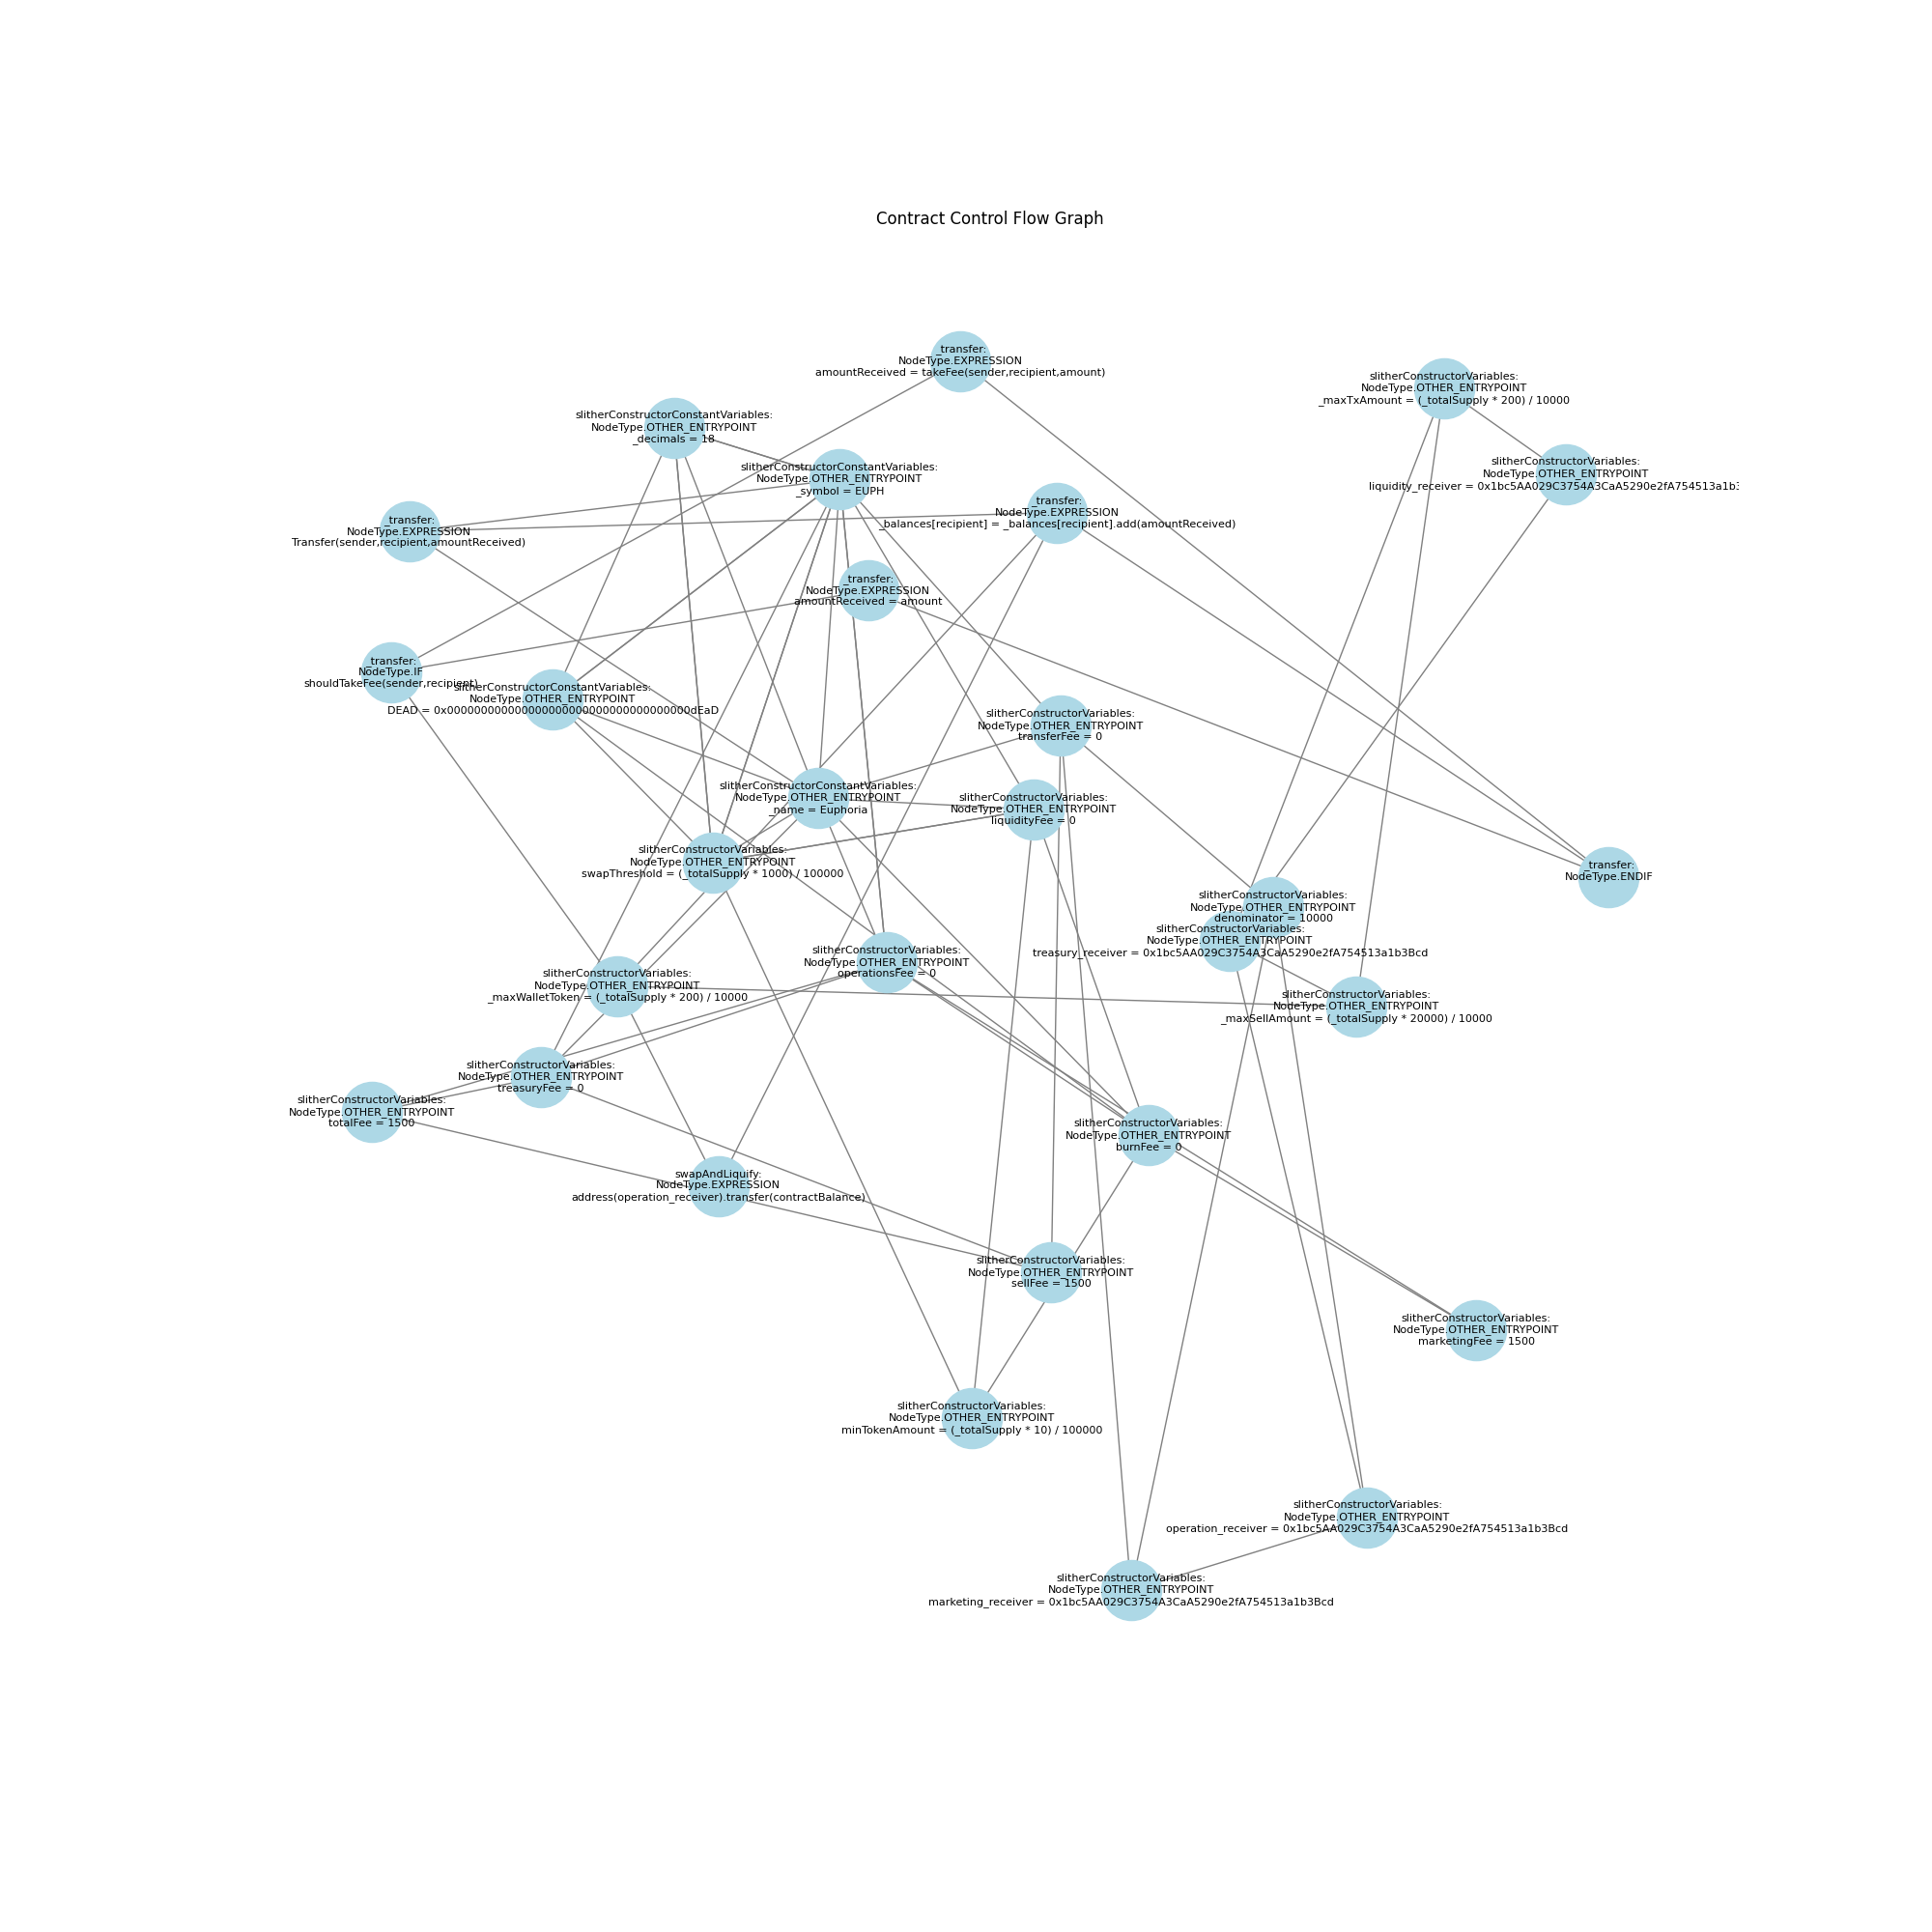 Contract Control Flow Graph
_transfer:
NodeType.EXPRESSION
amountReceived = takeFee(sender,recipient,amount)
slitherConstructorVariables:
NodeType.OTHER_ENTRYPOINT
_maxTxAmount = (_totalSupply * 200) / 10000
slitherConstructorConstantVariables:
NodeType.OTHER_ENTRYPOINT
_decimals = 18
slitherConstructorVariables:
NodeType.OTHER_ENTRYPOINT
liquidity_receiver = 0x1bc5AA029C3754A3CaA5290e2fA754513a1b3
slitherConstructorConstantVariables:
NodeType.OTHER_ENTRYPOINT
_symbol = EUPH
_transfer:
NodeType.EXPRESSION
_balances[recipient] = _balances[recipient].add(amountReceived)
_transfer:
NodeType.EXPRESSION
Transfer(sender,recipient,amountReceived)
_transfer:
NodeType.EXPRESSION
amountReceived = amount
_transfer:
NodeType.IF
shouldTakeFee(sender,recipient)
slitherConstructorConstantVariables:
NodeType.OTHER_ENTRYPOINT
DEAD = 0x000000000000000000000000000000000000dEaD
slitherConstructorVariables:
NodeType.OTHER_ENTRYPOINT
transferFee = 0
slitherConstructorConstantVariables:
NodeType.OTHER_ENTRYPOINT
_name = Euphoria
slitherConstructorVariables:
NodeType.OTHER_ENTRYPOINT
liquidityFee = 0
slitherConstructorVariables:
NodeType.OTHER_ENTRYPOINT
swapThreshold = (_totalSupply * 1000) / 100000
_transfer:
NodeType.ENDIF
slitherConstructorVariables:
NodeType.OTHER_ENTRYPOINT
denominator = 10000
slitherConstructorVariables:
NodeType.OTHER_ENTRYPOINT
treasury_receiver = 0x1bc5AA029C3754A3CaA5290e2fA754513a1b3Bcd
slitherConstructorVariables:
NodeType.OTHER_ENTRYPOINT
operationsFee = 0
slitherConstructorVariables:
NodeType.OTHER_ENTRYPOINT
_maxWalletToken = (_totalSupply * 200) / 10000
slitherConstructorVariables:
NodeType.OTHER_ENTRYPOINT
_maxSellAmount = (_totalSupply * 20000) / 10000
slitherConstructorVariables:
NodeType.OTHER_ENTRYPOINT
treasuryFee = 0
slitherConstructorVariables:
NodeType.OTHER_ENTRYPOINT
totalFee = 1500
slitherConstructorVariables:
NodeType.OTHER_ENTRYPOINT
burnFee = 0
swapAndLiquify:
NodeType.EXPRESSION
address(operation_receiver).transfer(contractBalance)
slitherConstructorVariables:
NodeType.OTHER_ENTRYPOINT
sellFee = 1500
slitherConstructorVariables:
NodeType.OTHER_ENTRYPOINT
marketingFee = 1500
slitherConstructorVariables:
NodeType.OTHER_ENTRYPOINT
minTokenAmount = (_totalSupply * 10) / 100000
slitherConstructorVariables:
NodeType.OTHER_ENTRYPOINT
operation_receiver = 0x1bc5AA029C3754A3CaA5290e2fA754513a1b3Bcd
slitherConstructorVariables:
NodeType.OTHER_ENTRYPOINT
marketing_receiver = 0x1bc5AA029C3754A3CaA5290e2fA754513a1b3Bcd